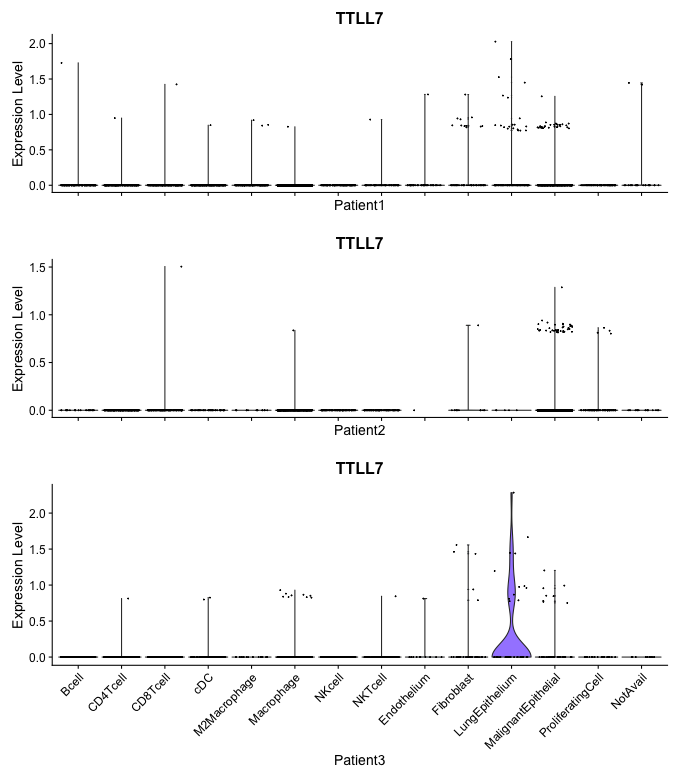 TTLL7
Expression Level
2.0
1.5
1.0
0.5
0.0
Patient1
TTLL7
Expression Level
1.5
1.0
0.5
0.0
Patient2
TTLL7
Expression Level
2.0
1.5
1.0
0.5
0.0
Bcell
CD4Tcell
CD8Tcell
cDC
M2Macrophage
Macrophage
NKcell
NKTcell
Endothelium
Fibroblast
LungEpithelium
MalignantEpithelial
ProliferatingCell
NotAvail
Patient3